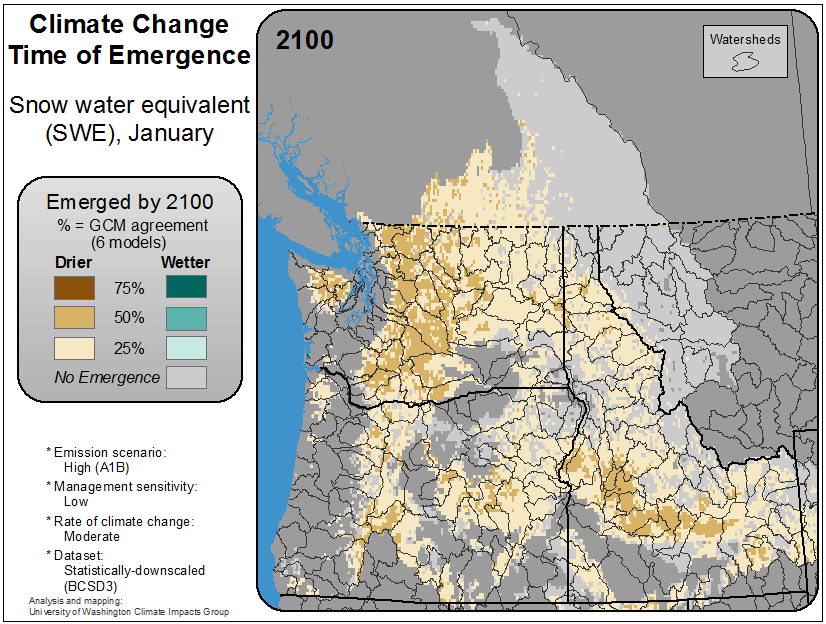 Climate Change
Time of Emergence
Snow water equivalent
(SWE), January
Emerged by 2100
% = GCM agreement
(6 models)
Drier Wetter
75%
50%
25%
No Emergence
* Emission scenario:
High (A1B)
* Management sensitivity:
Low
* Rate of climate change:
Moderate
* Dataset:
Statistically-downscaled
(BCSD3)
Analysis and mapping:
University of Washington Climate Impacts Group
2100
Watersheds